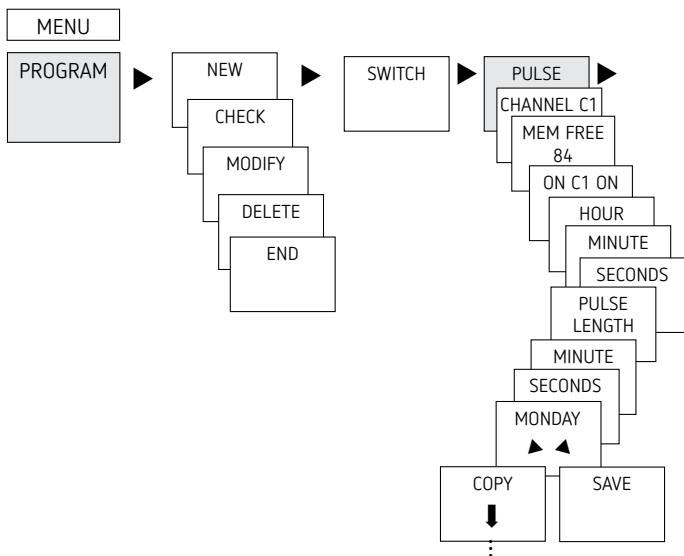 MENU
PROGRAM
NEW
CHECK
MODIFY
DELETE
END
SWITCH
PULSE
CHANNEL C1
MEM FREE
84
ON C1 ON
HOUR
MINUTE
SECONDS
PULSE
LENGTH
MINUTE
SECONDS
MONDAY
COPY
SAVE